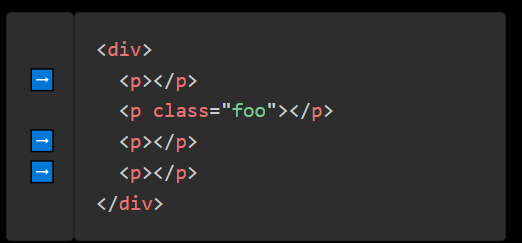 <div>
→ <p></p>
<p class="foo"></p>
→ <p></p>
→ <p></p>
</div>